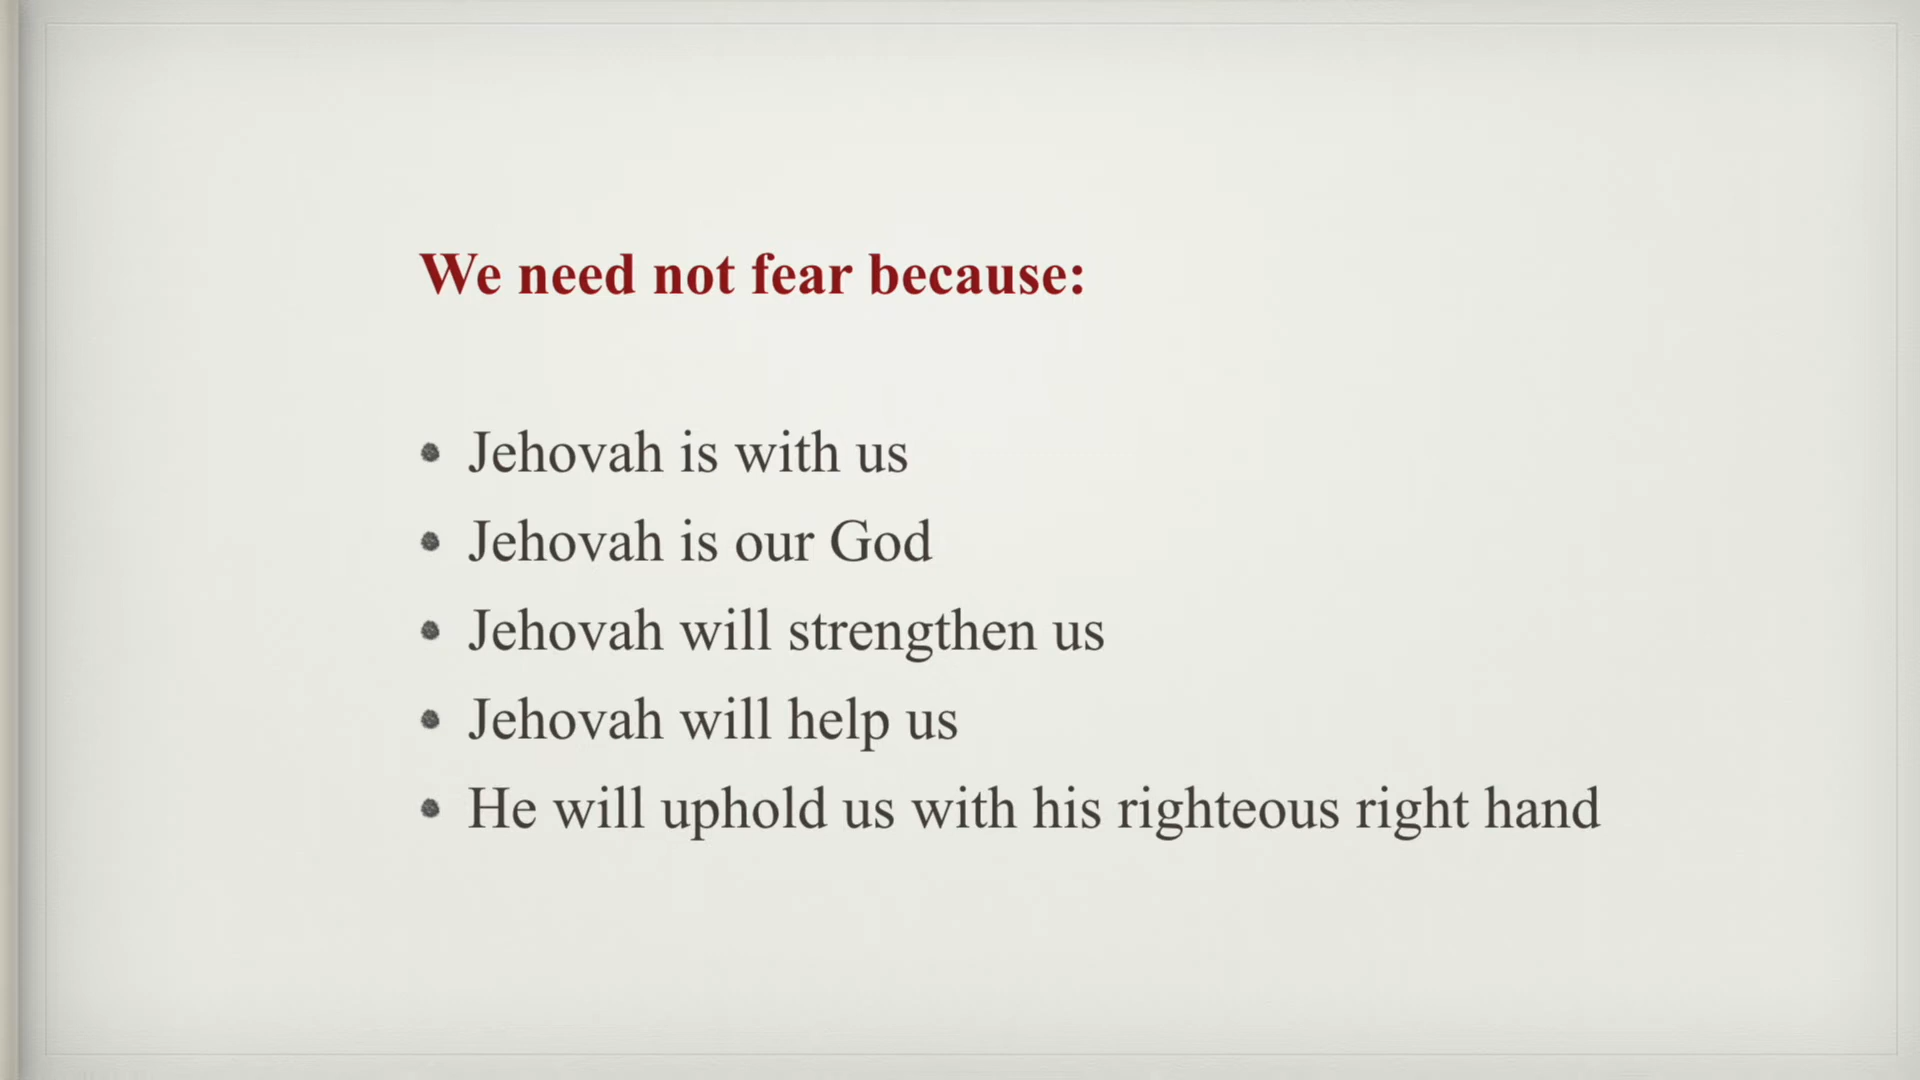 We need not fear because:
• Jehovah is with us
• Jehovah is our God
• Jehovah will strengthen us
• Jehovah will help us
• He will uphold us with his righteous right hand